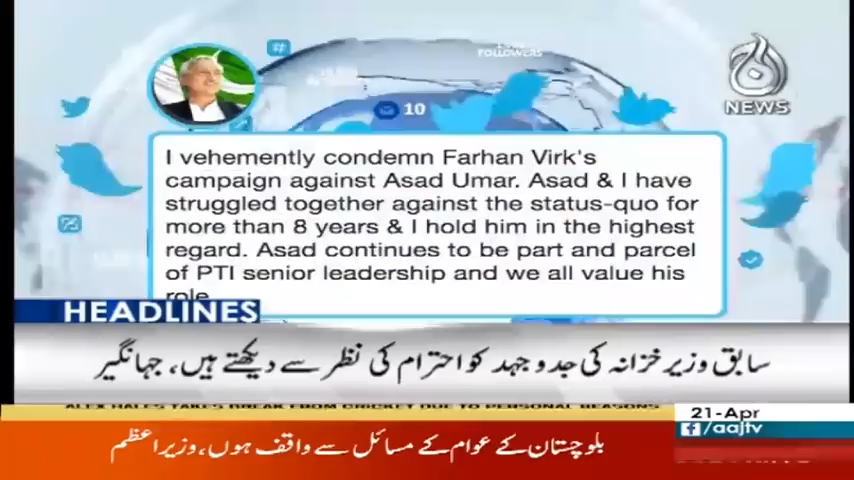 FOLLOWERS
#
10
آج
NEWS
I vehemently condemn Farhan Virk's
campaign against Asad Umar. Asad & I have
struggled together against the status-quo for
more than 8 years & I hold him in the highest
regard. Asad continues to be part and parcel
of PTI senior leadership and we all value his
role
HEADLINES
سابق وزیر خزانہ کی جدوجہد کو احترام کی نظر سے دیکھتے ہیں، جہانگیر
ALEX HALES TAKES BREAK FROM CRICKET DUE TO PERSONAL REASONS
21-Apr
f/aajtv
بلوچستان کے عوام کے مسائل سے واقف ہوں، وزیراعظم